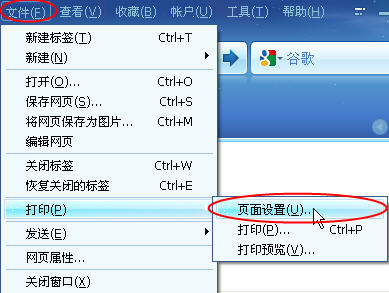 文件(F) 查看(V) 收藏(B) 帐户(U) 工具(T) 帮助(H)
新建标签(T) Ctrl+T
新建(N)
谷歌
打开(O)... Ctrl+O
保存网页(S)... Ctrl+S
将网页保存为图片... Ctrl+M
编辑网页
关闭标签 Ctrl+W
恢复关闭的标签 Ctrl+E
打印(P)
页面设置(U)...
发送(E)
打印(P)... Ctrl+P
网页属性...
打印预览(V)...
关闭窗口(X)